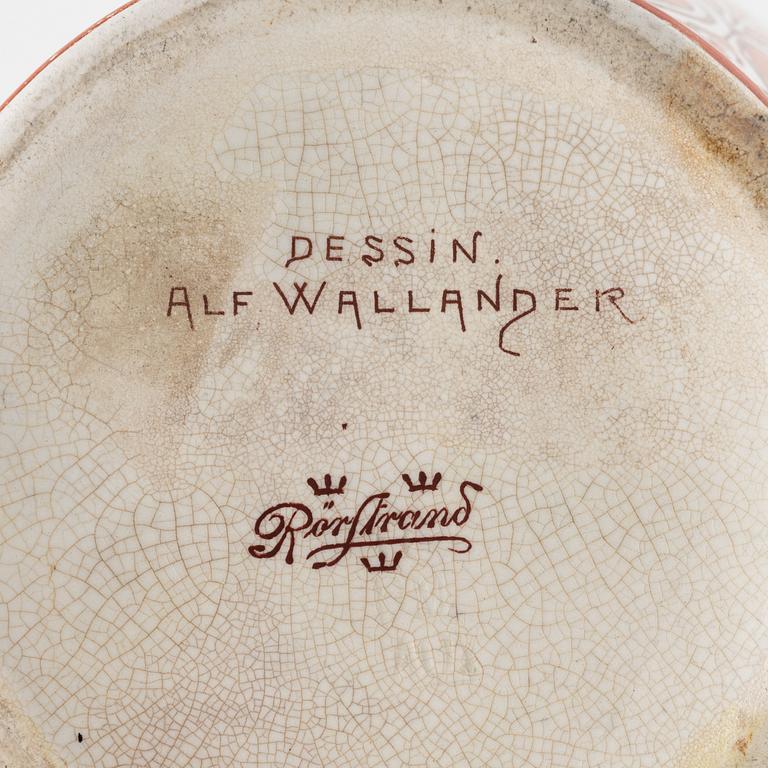 DESSiN.
ALF WALLANDER
Rörstrand